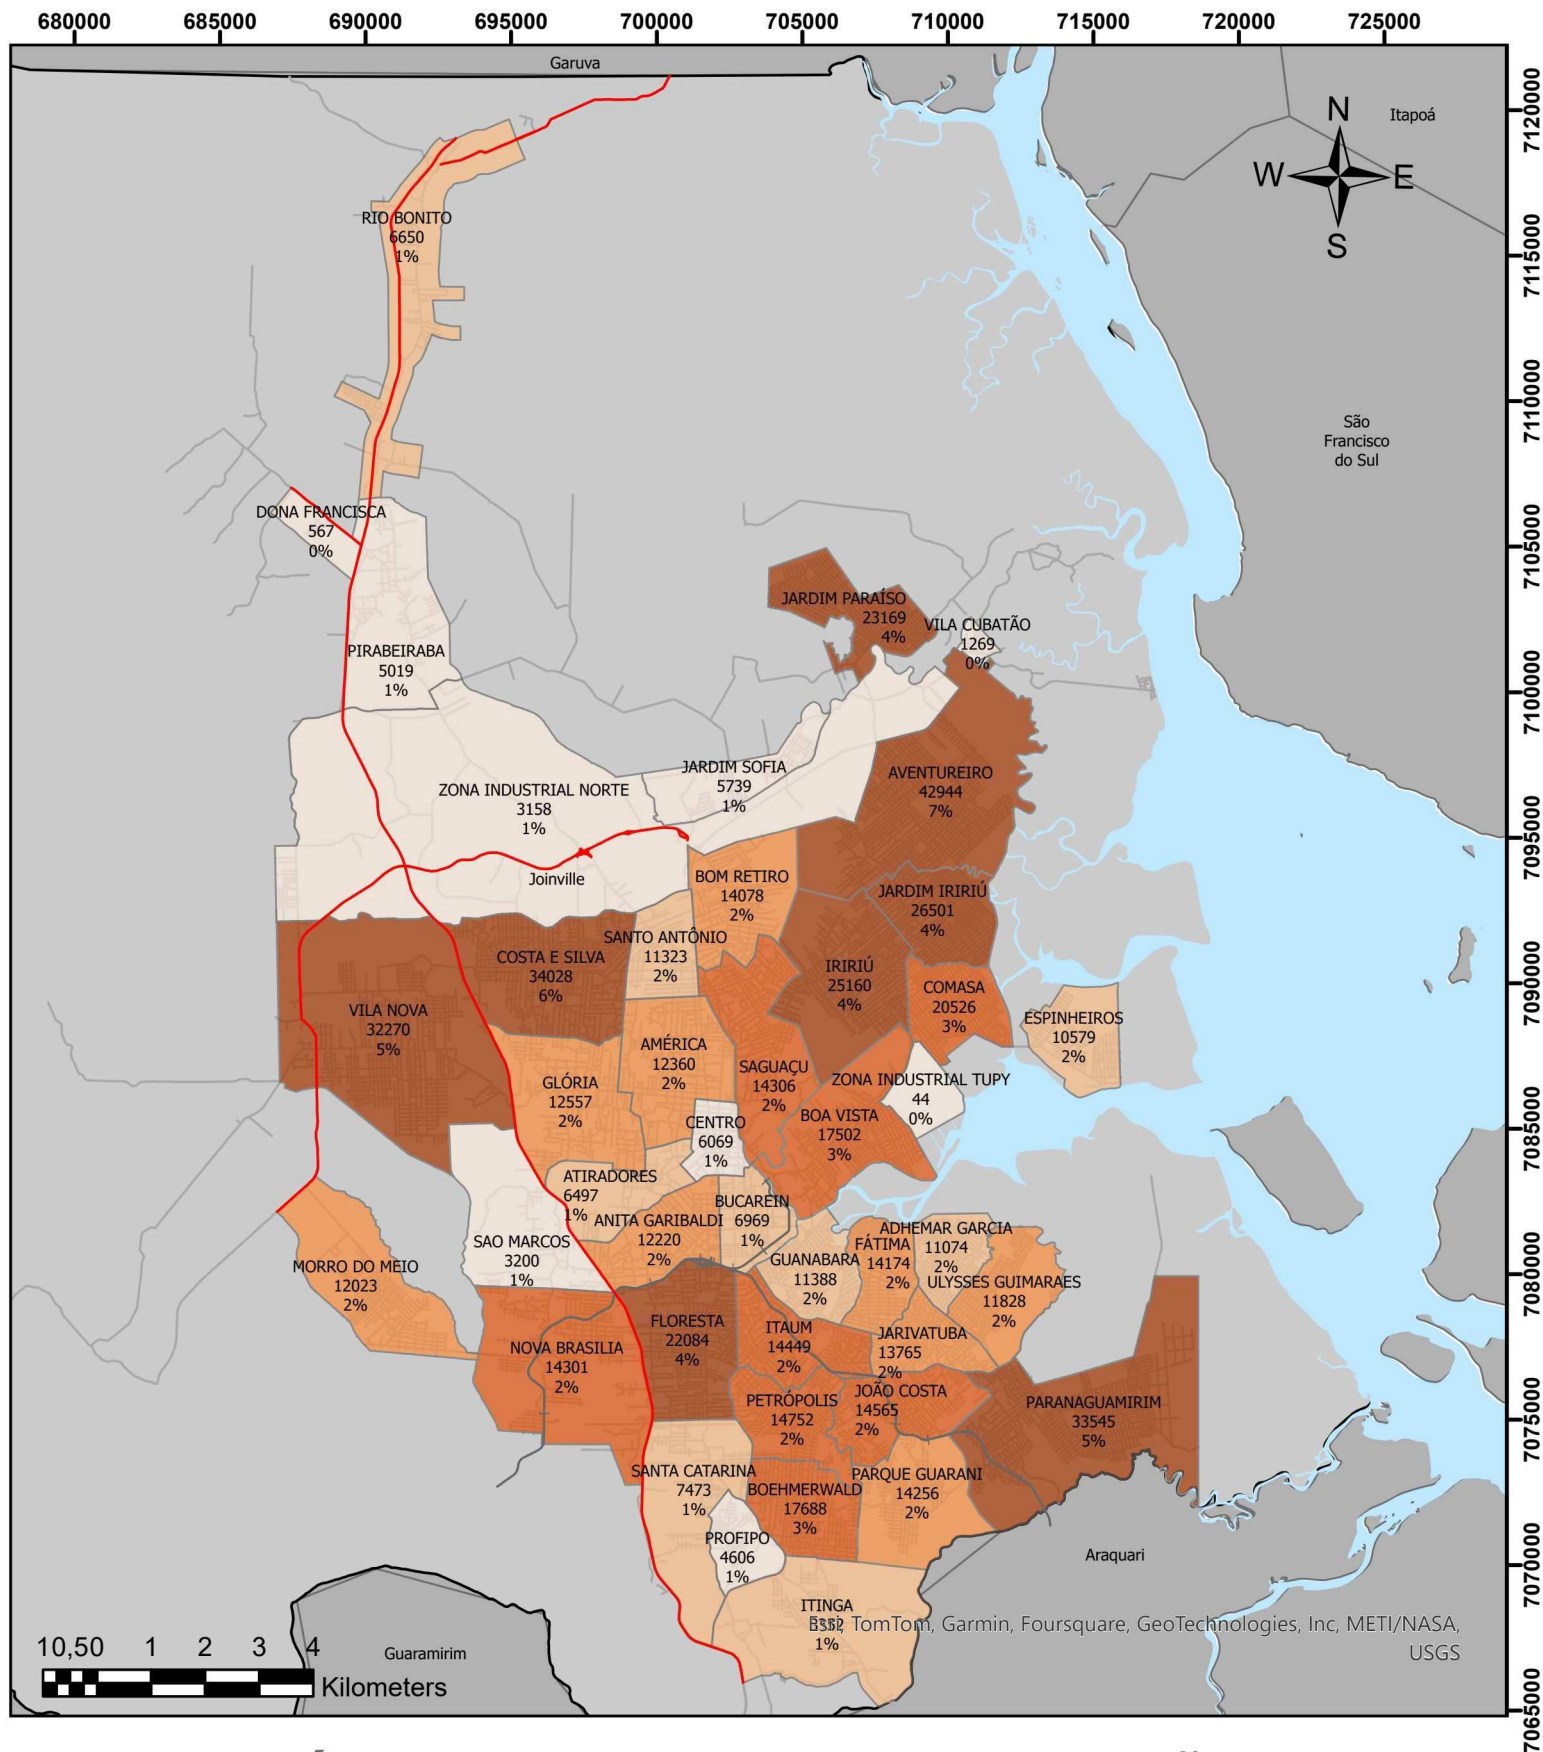 680000 685000 690000 695000 700000 705000 710000 715000 720000 725000
Garuva
7120000
Itapoá
N
W E
S
RIO BONITO
6650
1%
7115000
7110000
São
Francisco
do Sul
DONA FRANCISCA
567
0%
7105000
JARDIM PARAÍSO
23169
4%
VILA CUBATÃO
1269
0%
PIRABEIRABA
5019
1%
7100000
JARDIM SOFIA
5739
1%
AVENTUREIRO
42944
7%
ZONA INDUSTRIAL NORTE
3158
1%
7095000
Joinville
BOM RETIRO
14078
2%
JARDIM IRIRIÚ
26501
4%
SANTO ANTÔNIO
11323
2%
COSTA E SILVA
34028
6%
IRIRIÚ
25160
4%
COMASA
20526
3%
7090000
VILA NOVA
32270
5%
ESPINHEIROS
10579
2%
AMÉRICA
12360
2%
SAGUAÇU
14306
2%
ZONA INDUSTRIAL TUPY
44
0%
GLÓRIA
12557
2%
BOA VISTA
17502
3%
CENTRO
6069
1%
7085000
ATIRADORES
6497
1%
BUCAREIN
6969
1%
ANITA GARIBALDI
12220
2%
ADHEMAR GARCIA
11074
2%
FÁTIMA
14174
2%
SAO MARCOS
3200
1%
GUANABARA
11388
2%
MORRO DO MEIO
12023
2%
ULYSSES GUIMARAES
11828
2%
7080000
FLORESTA
22084
4%
ITAUM
14449
2%
JARIVATUBA
13765
2%
NOVA BRASILIA
14301
2%
JOÃO COSTA
14565
2%
PETRÓPOLIS
14752
2%
PARANAGUAMIRIM
33545
5%
7075000
SANTA CATARINA
7473
1%
PARQUE GUARANI
14256
2%
BOEHMERWALD
17688
3%
PROFIPO
4606
1%
Araquari
7070000
ITINGA
1%
Esri, TomTom, Garmin, Foursquare, GeoTechnologies, Inc, METI/NASA,
USGS
Guaramirim
10,50 1 2 3 4
Kilometers
7065000